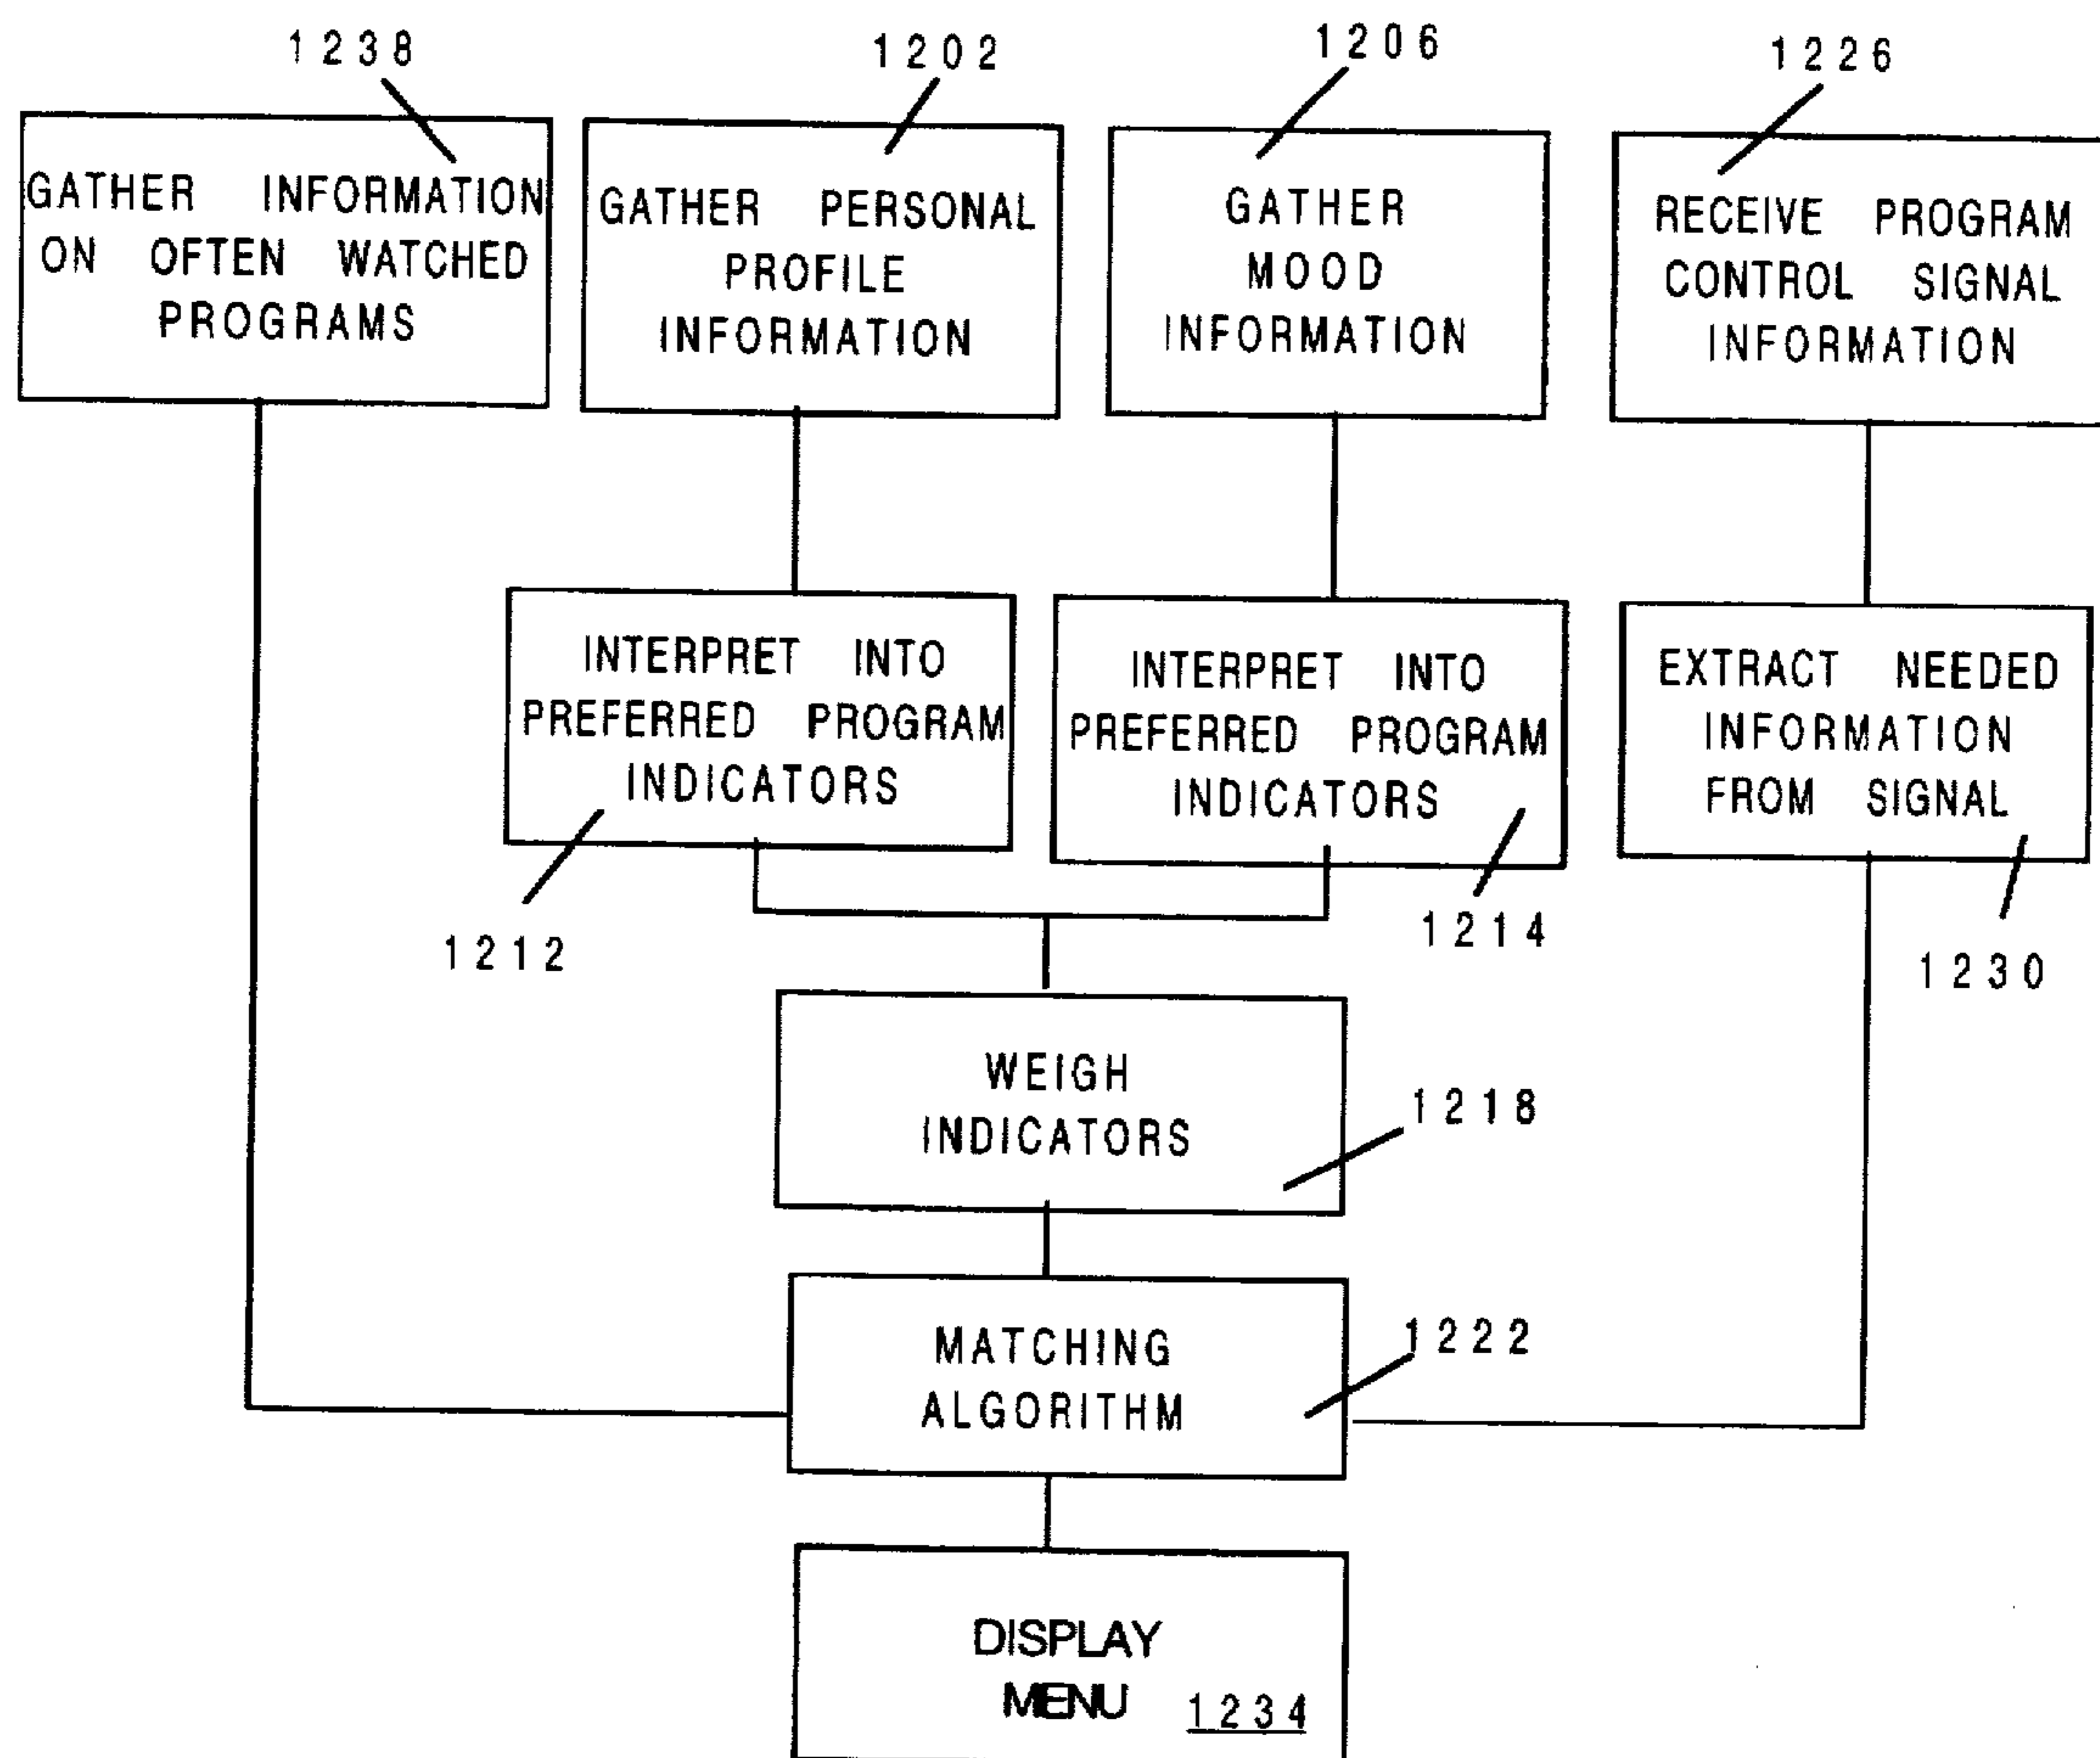 1238
1202
1206
1226
GATHER INFORMATION
ON OFTEN WATCHED
PROGRAMS
GATHER PERSONAL
PROFILE
INFORMATION
GATHER
MOOD
INFORMATION
RECEIVE PROGRAM
CONTROL SIGNAL
INFORMATION
INTERPRET INTO
PREFERRED PROGRAM
INDICATORS
INTERPRET INTO
PREFERRED PROGRAM
INDICATORS
EXTRACT NEEDED
INFORMATION
FROM SIGNAL
1212
1214
1230
WEIGH
INDICATORS
1218
MATCHING
ALGORITHM
1222
DISPLAY
MENU 1234